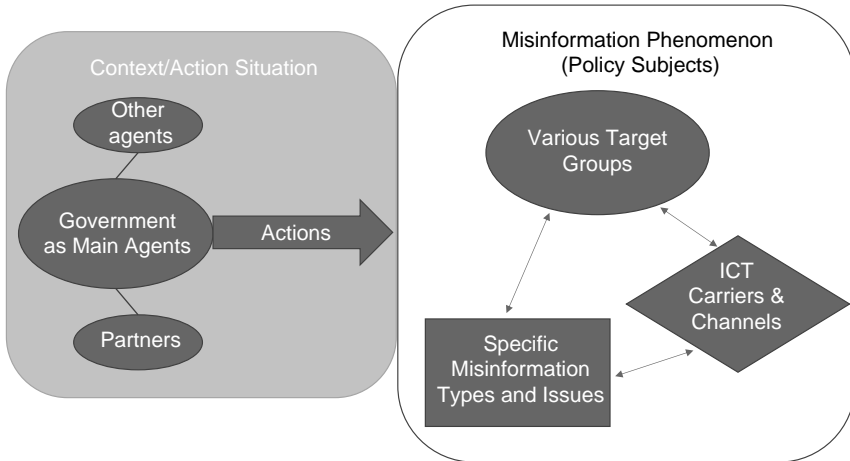 Context/Action Situation
Other
agents
Government
as Main Agents
Actions
Partners
Misinformation Phenomenon
(Policy Subjects)
Various Target
Groups
ICT
Carriers &
Channels
Specific
Misinformation
Types and Issues